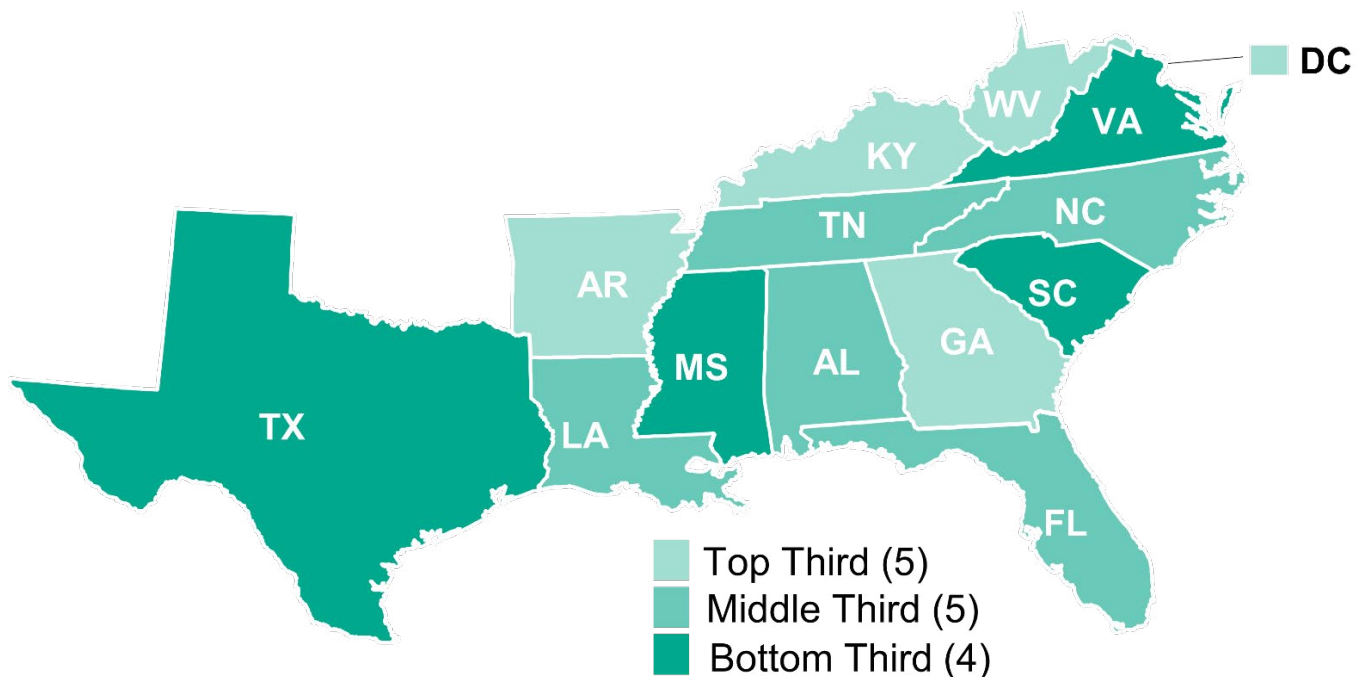 DC
WV
VA
KY
TN
NC
AR
SC
GA
MS
AL
TX
LA
FL
Top Third (5)
Middle Third (5)
Bottom Third (4)